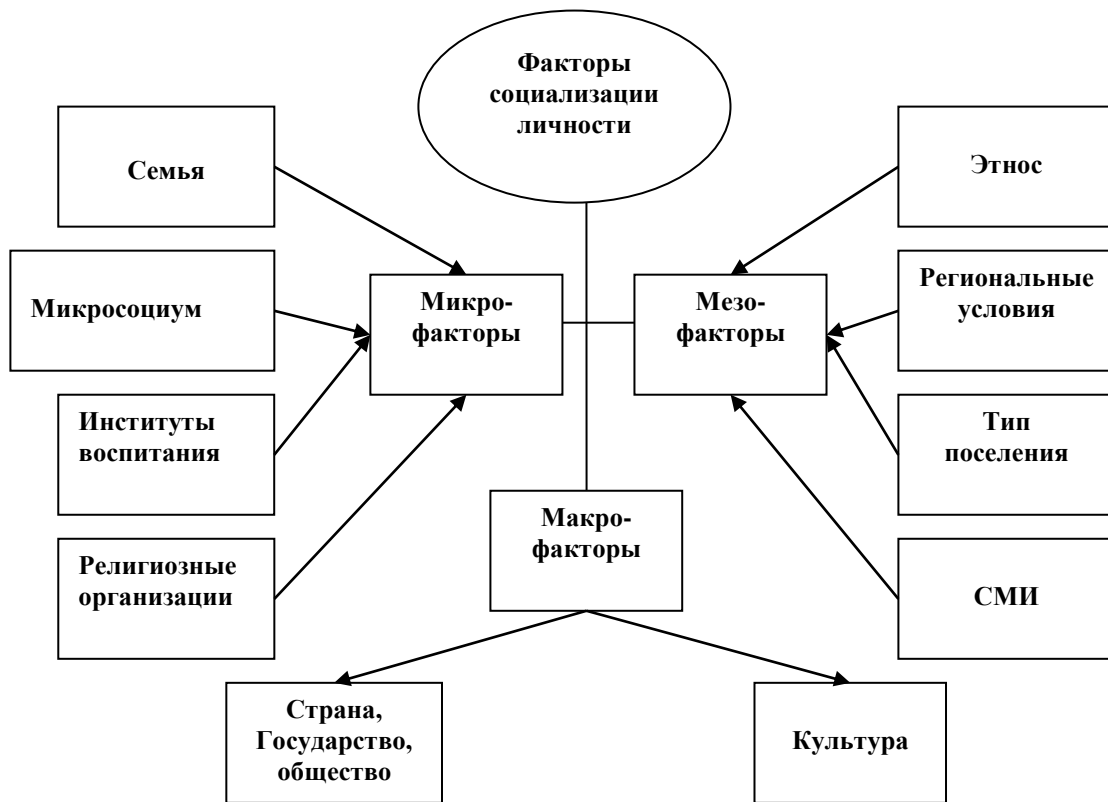 Факторы
социализации
личности
Семья
Этнос
Микросоциум
Микро-
факторы
Мезо-
факторы
Региональные
условия
Институты
воспитания
Тип
поселения
Религиозные
организации
Макро-
факторы
СМИ
Страна,
Государство,
общество
Культура